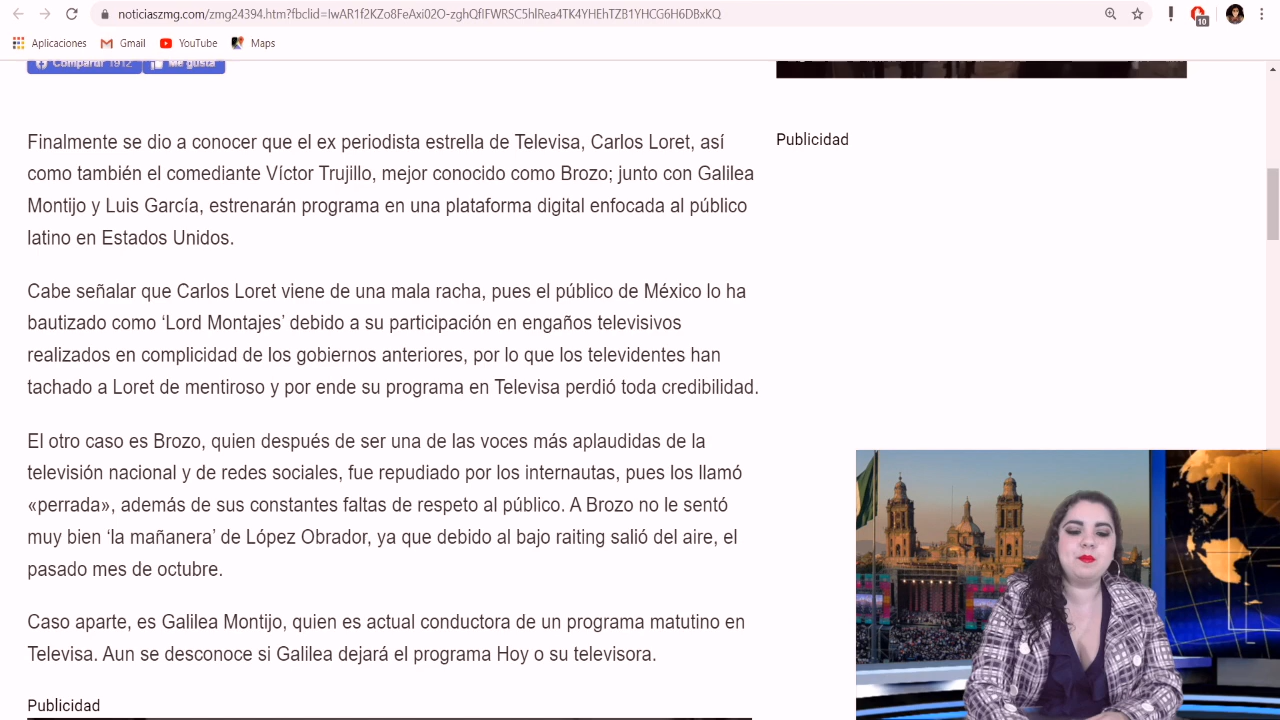 noticiaszmg.com/zmg24394.htm?fbclid=IwAR1f2KZo8FeAxi02O-zghQfIFWRSC5hlRea4TK4YHEhTZB1YHCG6H6DBxKQ
10
Aplicaciones Gmail YouTube Maps
Compartir 1912 Me gusta
Finalmente se dio a conocer que el ex periodista estrella de Televisa, Carlos Loret, así
como también el comediante Víctor Trujillo, mejor conocido como Brozo; junto con Galilea
Montijo y Luis García, estrenarán programa en una plataforma digital enfocada al público
latino en Estados Unidos.
Cabe señalar que Carlos Loret viene de una mala racha, pues el público de México lo ha
bautizado como ‘Lord Montajes’ debido a su participación en engaños televisivos
realizados en complicidad de los gobiernos anteriores, por lo que los televidentes han
tachado a Loret de mentiroso y por ende su programa en Televisa perdió toda credibilidad.
El otro caso es Brozo, quien después de ser una de las voces más aplaudidas de la
televisión nacional y de redes sociales, fue repudiado por los internautas, pues los llamó
«perrada», además de sus constantes faltas de respeto al público. A Brozo no le sentó
muy bien ‘la mañanera’ de López Obrador, ya que debido al bajo raiting salió del aire, el
pasado mes de octubre.
Caso aparte, es Galilea Montijo, quien es actual conductora de un programa matutino en
Televisa. Aun se desconoce si Galilea dejará el programa Hoy o su televisora.
Publicidad
Publicidad